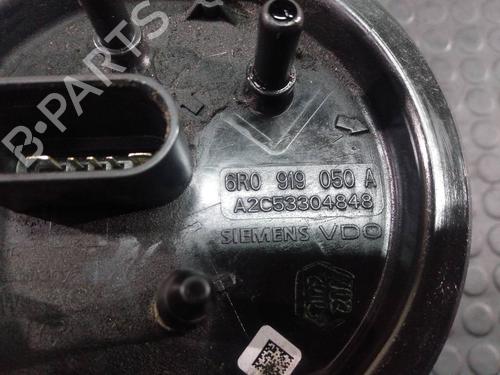 B-PARTS
6R0 919 050 A
A2C53304848
SIEMENS VDO